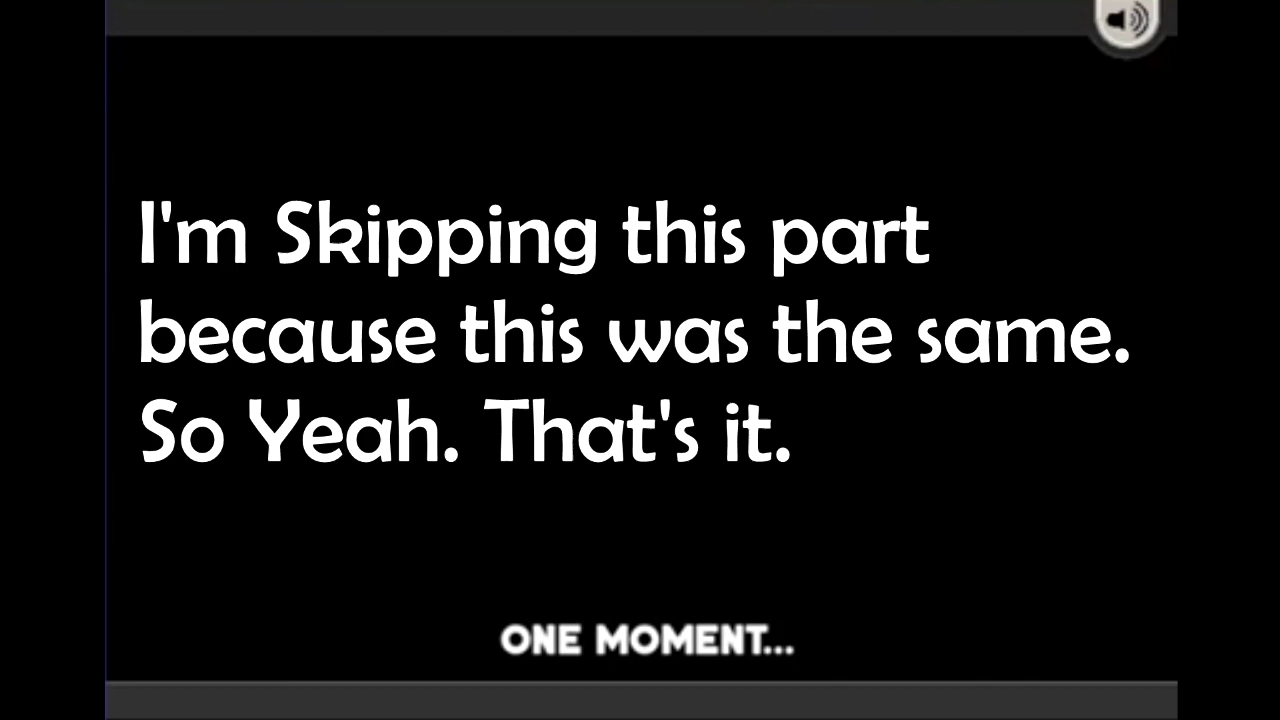 I'm Skipping this part
because this was the same.
So Yeah. That's it.
ONE MOMENT...